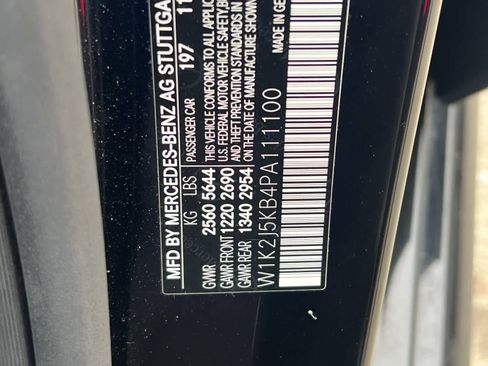 MFD BY MERCEDES-BENZ AG STUTTGA
PASSENGER CAR 197 11
KG LBS
GVWR 2560 5644
GAWR FRONT 1220 2690
GAWR REAR 1340 2954
THIS VEHICLE CONFORMS TO ALL APPLIC
U.S. FEDERAL MOTOR VEHICLE SAFETY,
AND THEFT PREVENTION STANDARDS IN
ON THE DATE OF MANUFACTURE SHOWN
W1K2J5KB4PA111100
MADE IN GE